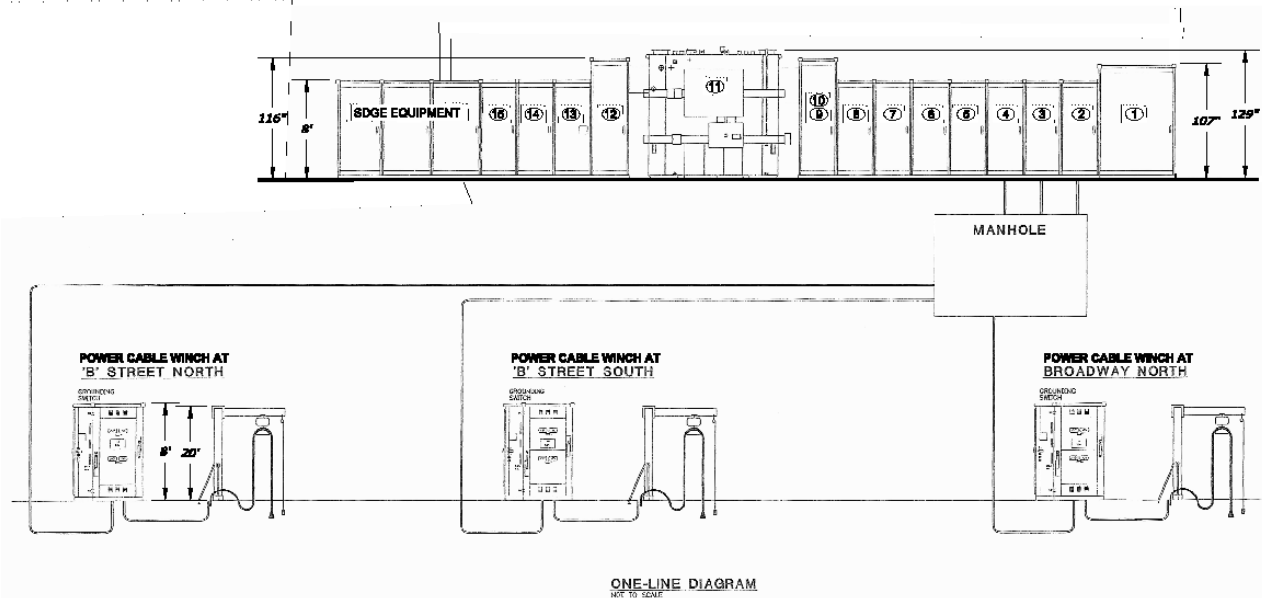 SDGE EQUIPMENT
15
14
13
12
11
10
9
8
7
6
5
4
3
2
1
116"
8'
107"
129"
MANHOLE
POWER CABLE WINCH AT
'B' STREET NORTH
GROUNDING
SWITCH
8'
20'
POWER CABLE WINCH AT
'B' STREET SOUTH
GROUNDING
SWITCH
POWER CABLE WINCH AT
BROADWAY NORTH
GROUNDING
SWITCH
ONE-LINE DIAGRAM
NOT TO SCALE